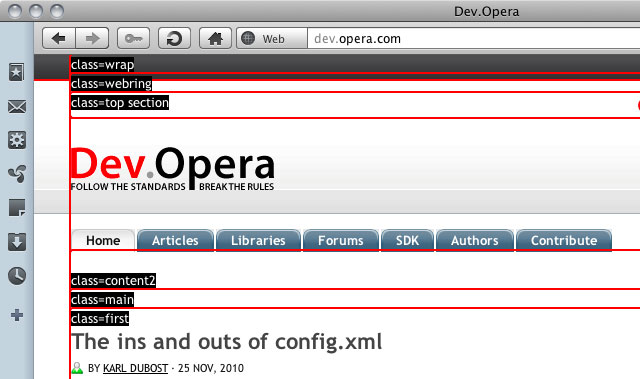 Dev.Opera
Web dev.opera.com
class=wrap
class=webring
class=top section
Dev.Opera
FOLLOW THE STANDARDS BREAK THE RULES
Home Articles Libraries Forums SDK Authors Contribute
class=content2
class=main
class=first
The ins and outs of config.xml
BY KARL DUBOST · 25 NOV, 2010